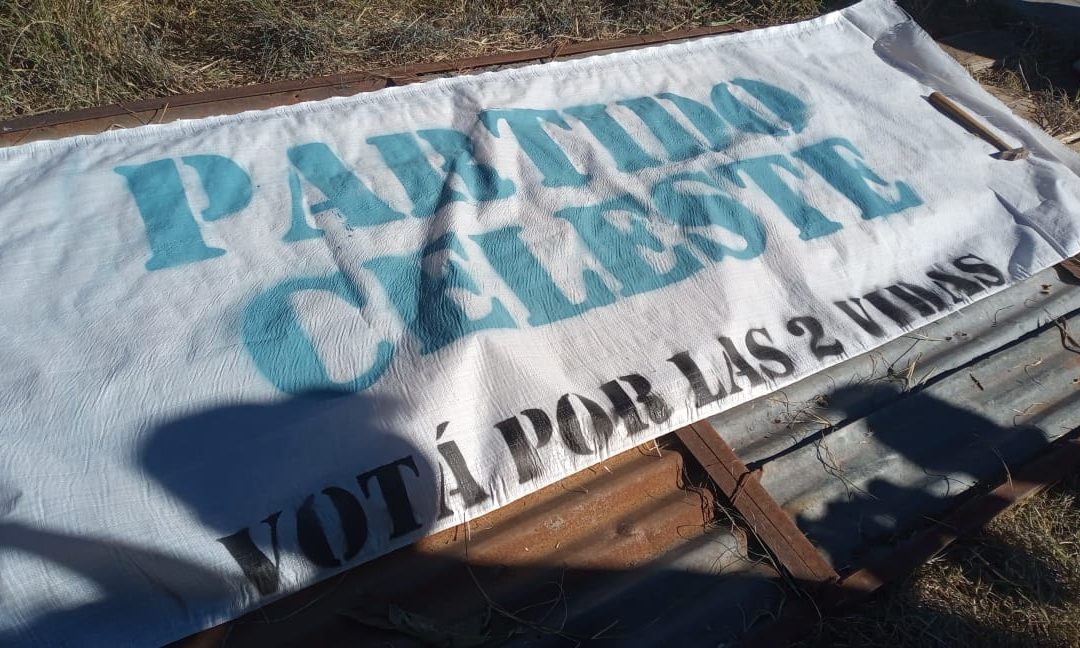 PARTIDO
CELESTE
VOTÁ POR LAS 2 VIDAS